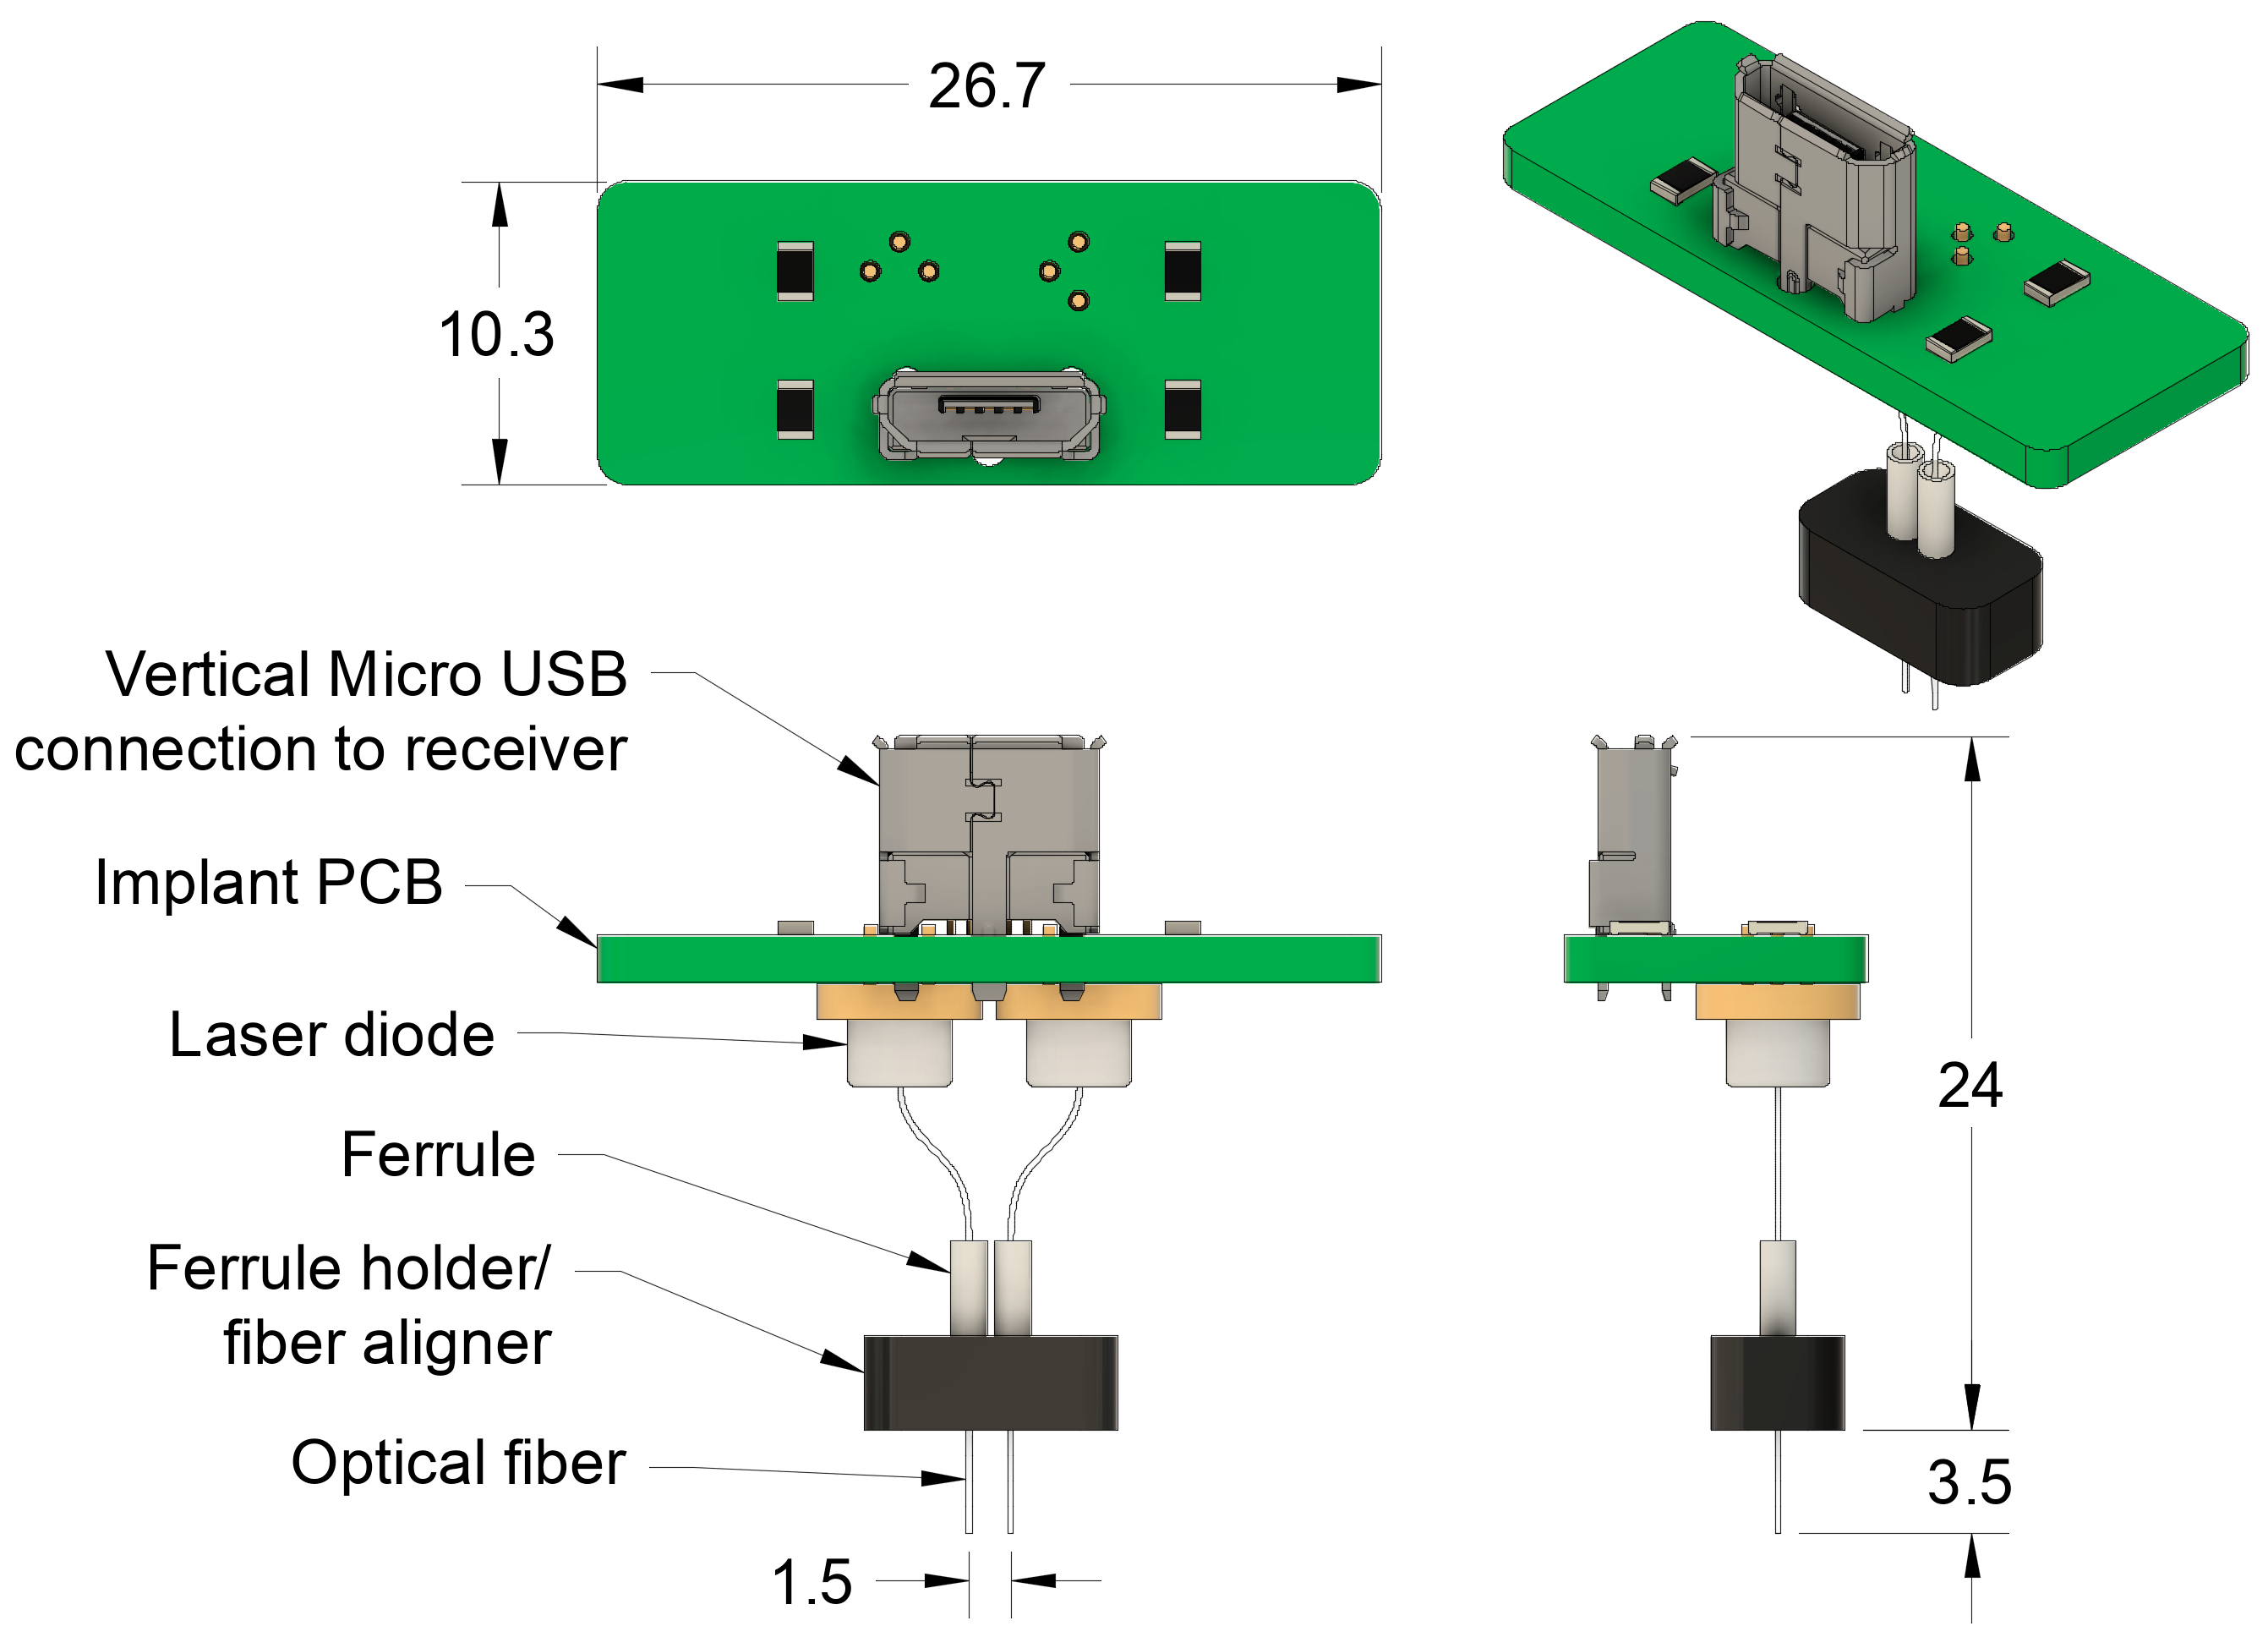 26.7
10.3
Vertical Micro USB
connection to receiver
Implant PCB
Laser diode
24
Ferrule
Ferrule holder/
fiber aligner
Optical fiber
3.5
1.5